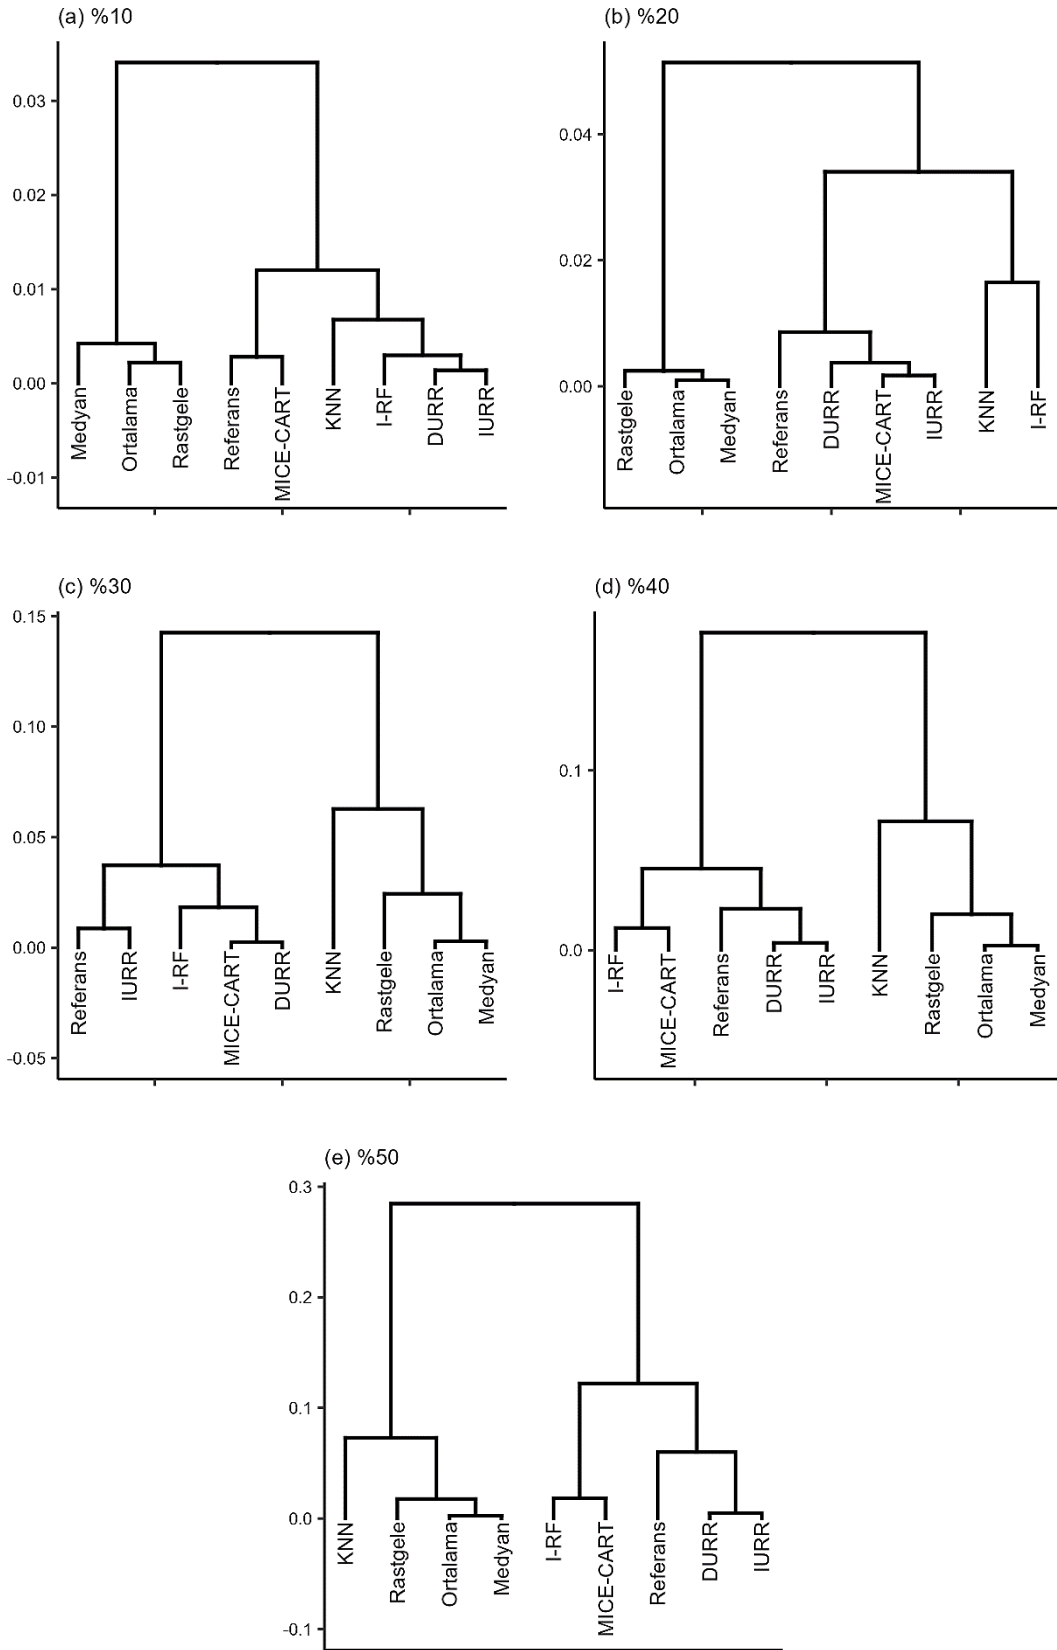 (a) %10
0.03
0.02
0.01
0.00
-0.01
Medyan
Ortalama
Rastgele
Referans
MICE-CART
KNN
I-RF
DURR
IURR
(b) %20
0.04
0.02
0.00
Rastgele
Ortalama
Medyan
Referans
DURR
MICE-CART
IURR
KNN
I-RF
(c) %30
0.15
0.10
0.05
0.00
-0.05
Referans
IURR
I-RF
MICE-CART
DURR
KNN
Rastgele
Ortalama
Medyan
(d) %40
0.1
0.0
I-RF
MICE-CART
Referans
DURR
IURR
KNN
Rastgele
Ortalama
Medyan
(e) %50
0.3
0.2
0.1
0.0
-0.1
KNN
Rastgele
Ortalama
Medyan
I-RF
MICE-CART
Referans
DURR
IURR